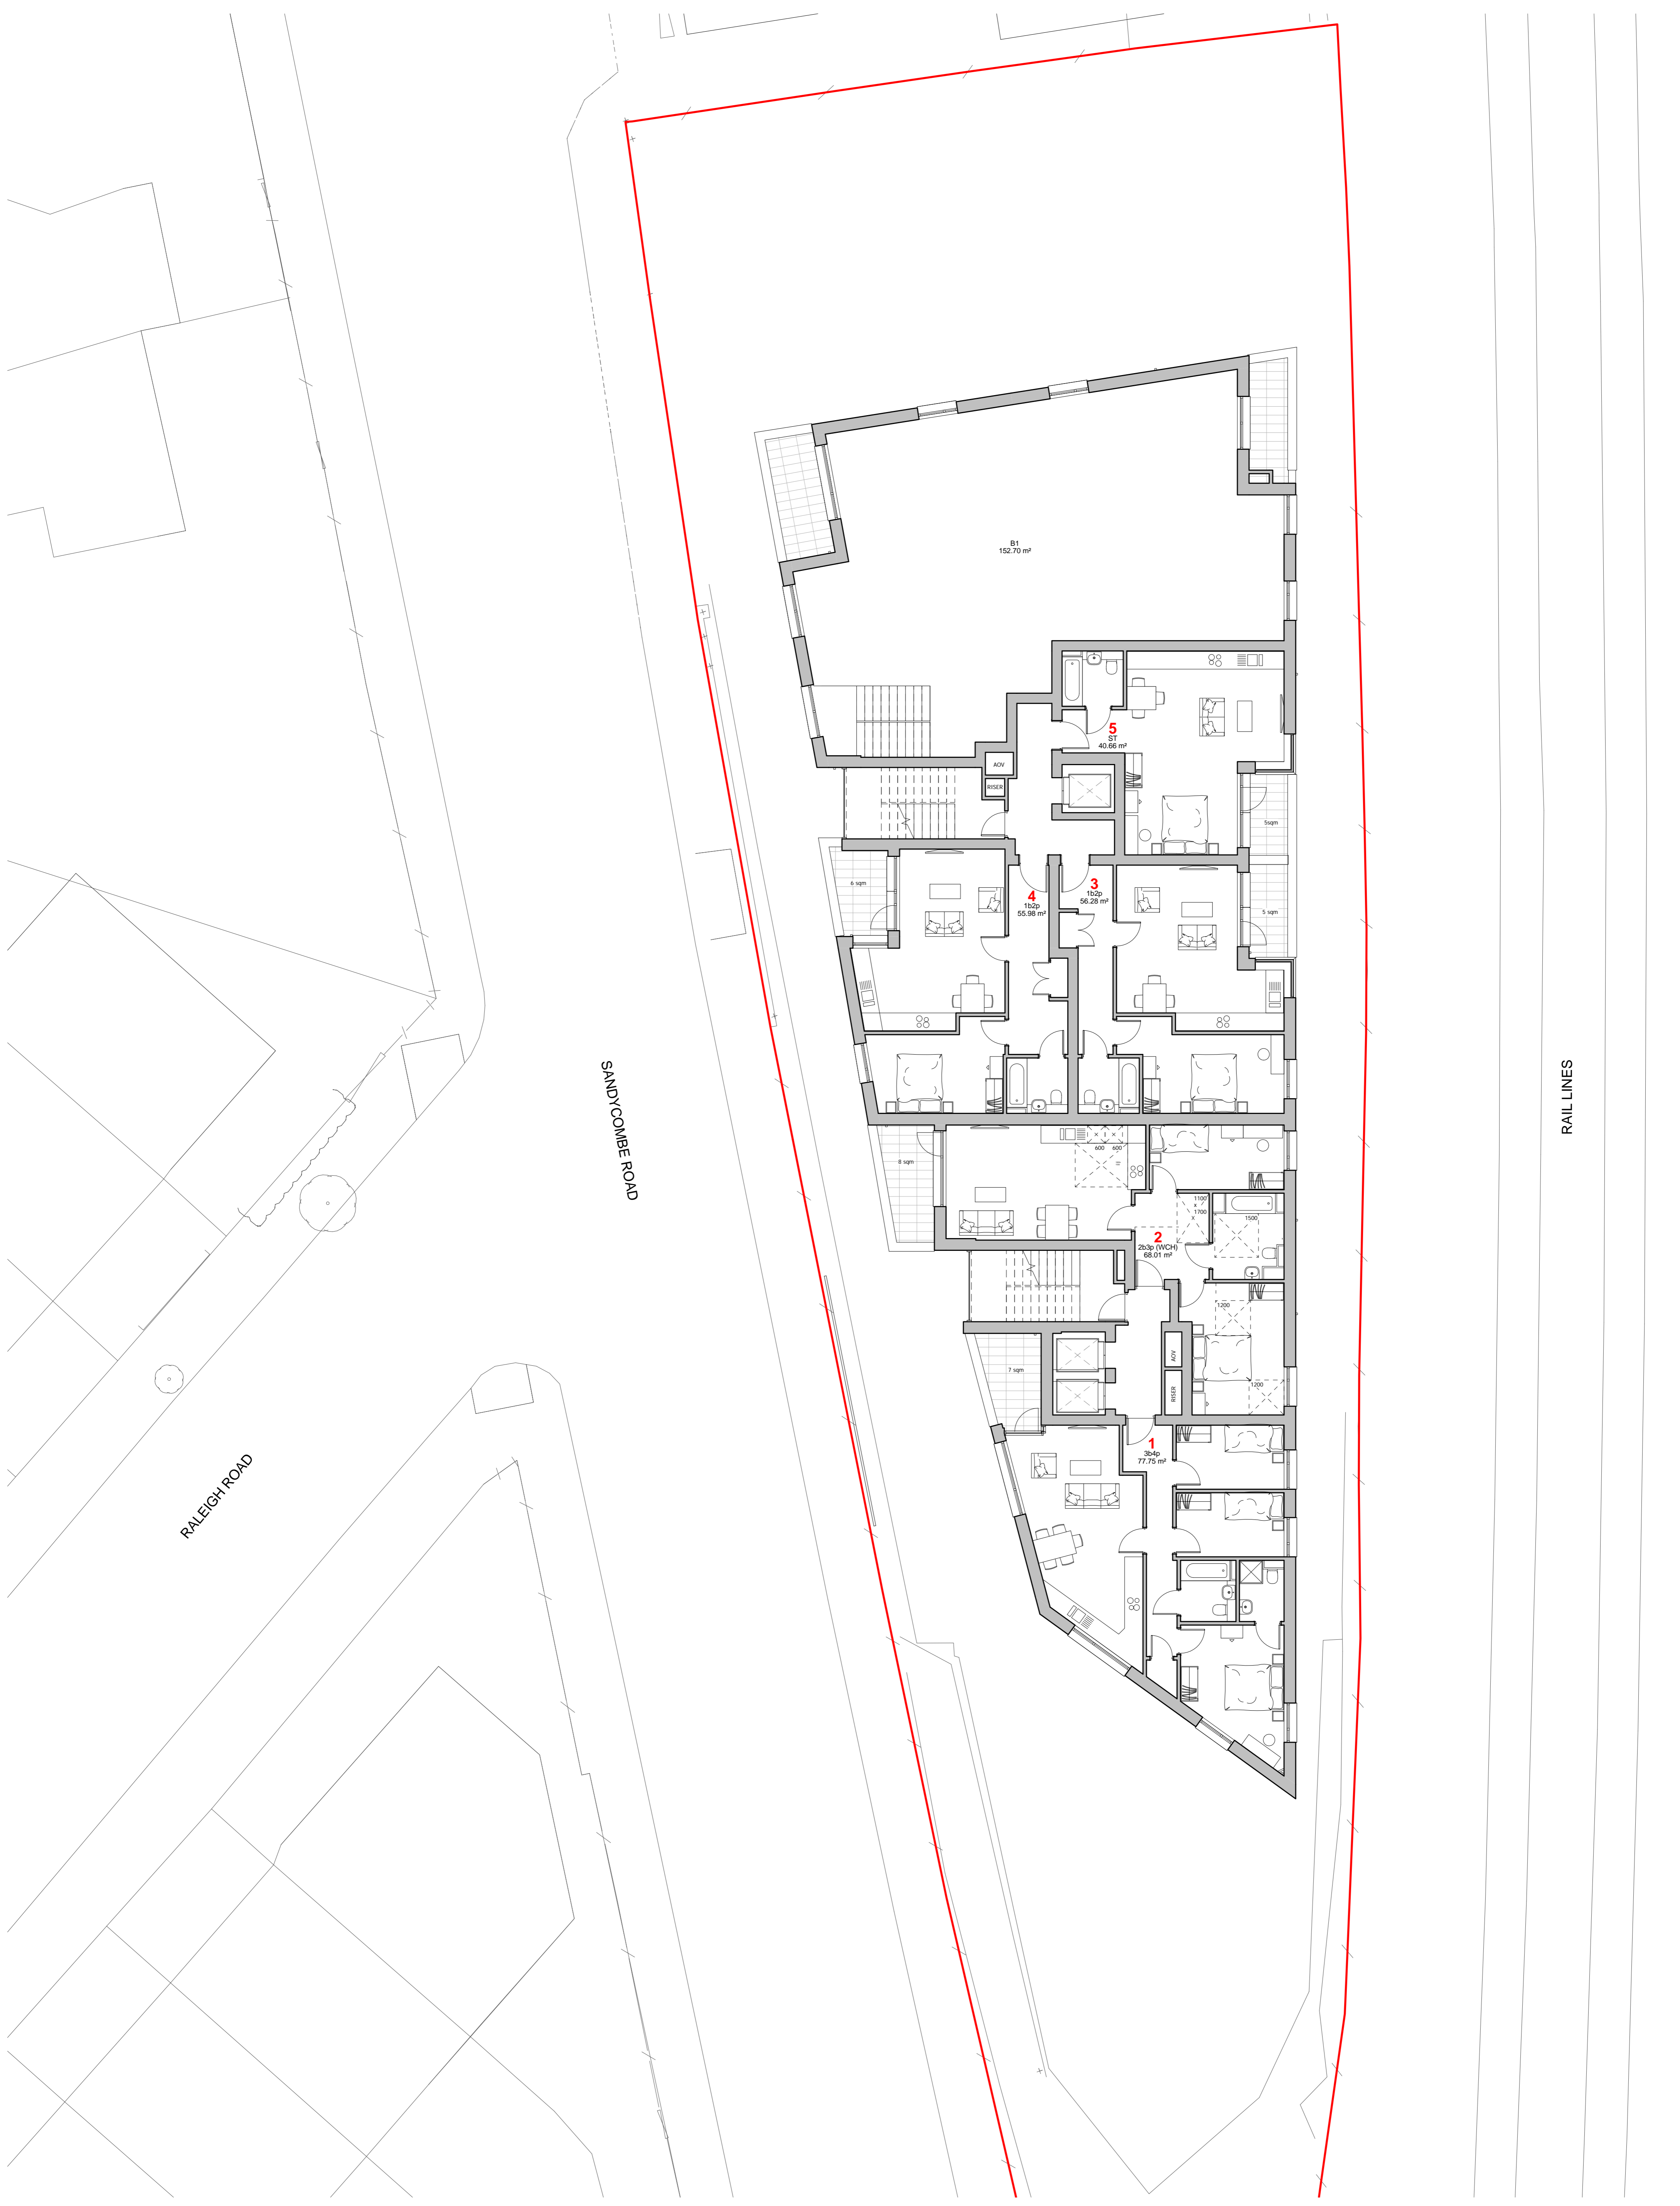 B1
152.70 m²
5
ST
40.66 m²
AOV
RISER
5sqm
6 sqm
4
1b2p
55.98 m²
3
1b2p
56.28 m²
5 sqm
SANDYCOMBE ROAD
RAIL LINES
8 sqm
600
600
1100
x
1700
1500
2
2b3p (WCH)
68.01 m²
1200
AOV
RISER
1200
7 sqm
1
3b4p
77.75 m²
RALEIGH ROAD